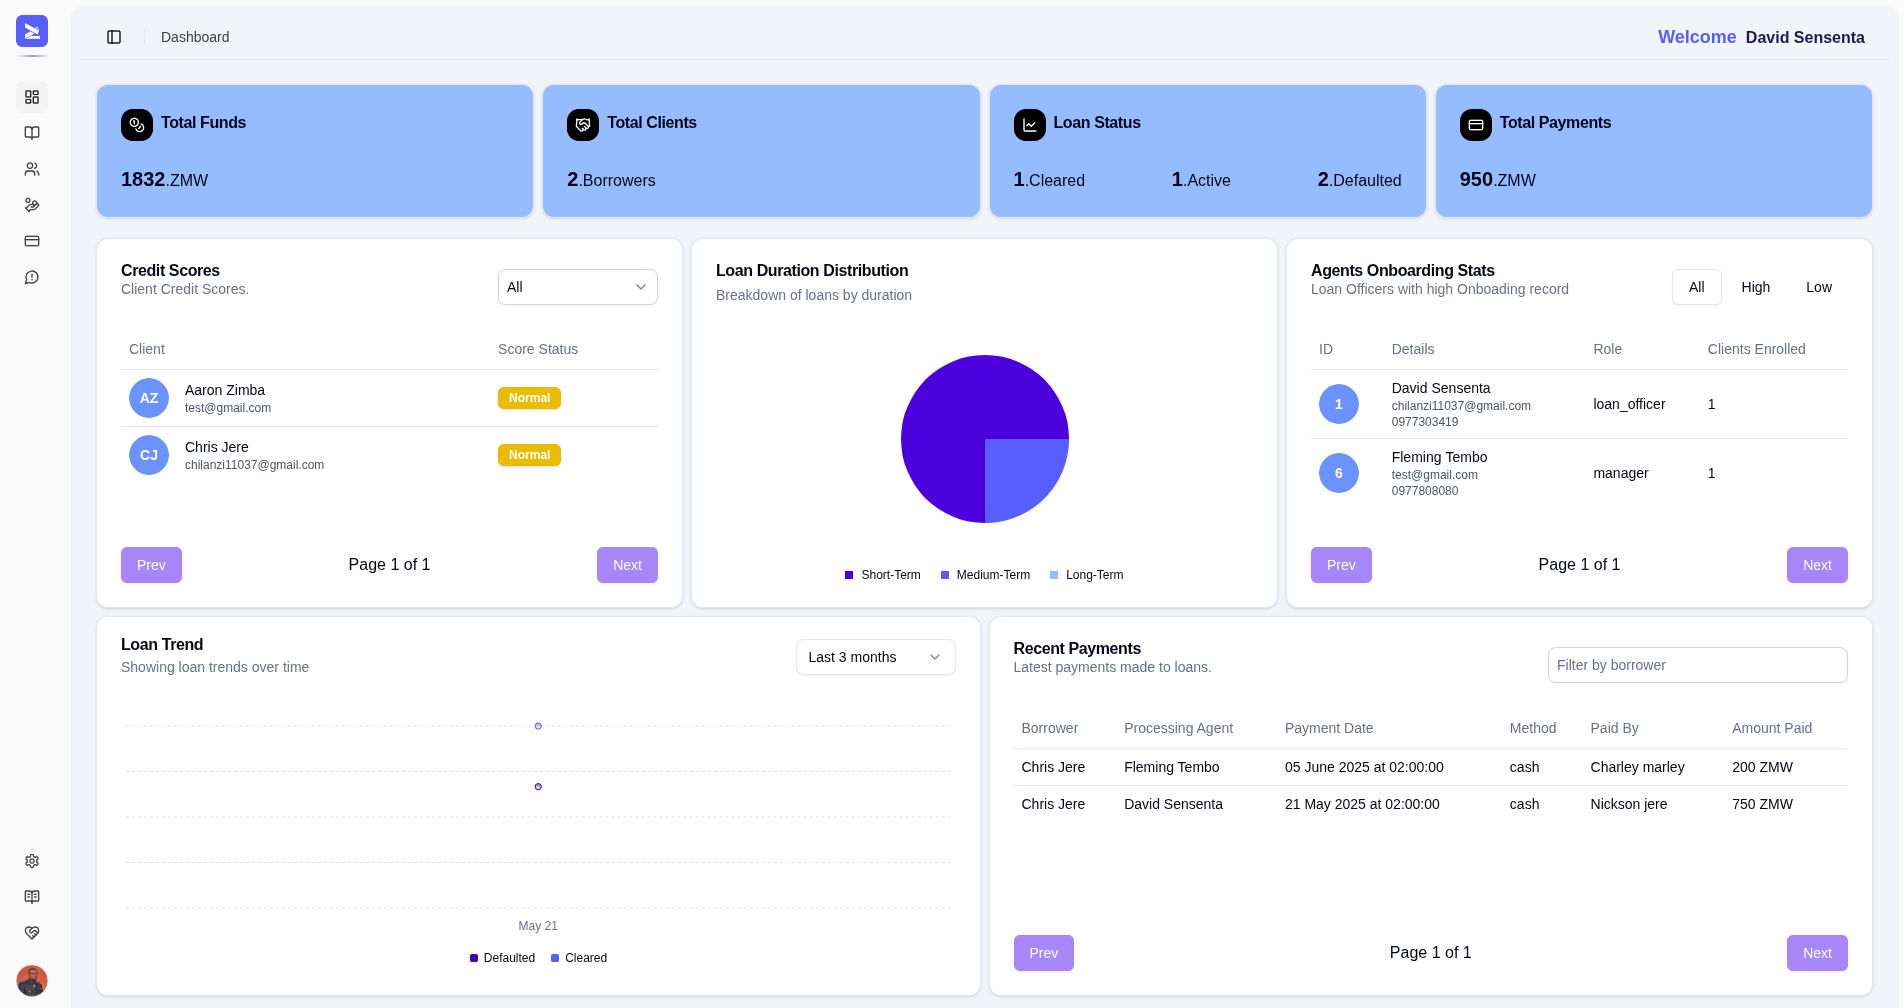 Dashboard
Welcome David Sensenta
Total Funds
1832.ZMW
Total Clients
2.Borrowers
Loan Status
1.Cleared 1.Active 2.Defaulted
Total Payments
950.ZMW
Credit Scores
Client Credit Scores.
All
Client Score Status
AZ Aaron Zimba Normal
test@gmail.com
CJ Chris Jere Normal
chilanzi11037@gmail.com
Prev Page 1 of 1 Next
Loan Duration Distribution
Breakdown of loans by duration
Short-Term Medium-Term Long-Term
Agents Onboarding Stats
Loan Officers with high Onboading record
All High Low
ID Details Role Clients Enrolled
David Sensenta
1 chilanzi11037@gmail.com loan_officer 1
0977303419
Fleming Tembo
6 test@gmail.com manager 1
0977808080
Prev Page 1 of 1 Next
Loan Trend
Showing loan trends over time
Last 3 months
May 21
Defaulted Cleared
Recent Payments
Latest payments made to loans.
Filter by borrower
Borrower Processing Agent Payment Date Method Paid By Amount Paid
Chris Jere Fleming Tembo 05 June 2025 at 02:00:00 cash Charley marley 200 ZMW
Chris Jere David Sensenta 21 May 2025 at 02:00:00 cash Nickson jere 750 ZMW
Prev Page 1 of 1 Next